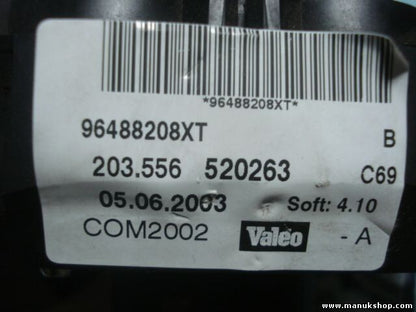 *96488208XT*
96488208XT B
203.556 520263 C69
05.06.2003 Soft: 4.10
COM2002 Valeo - A
www.manukshop.com